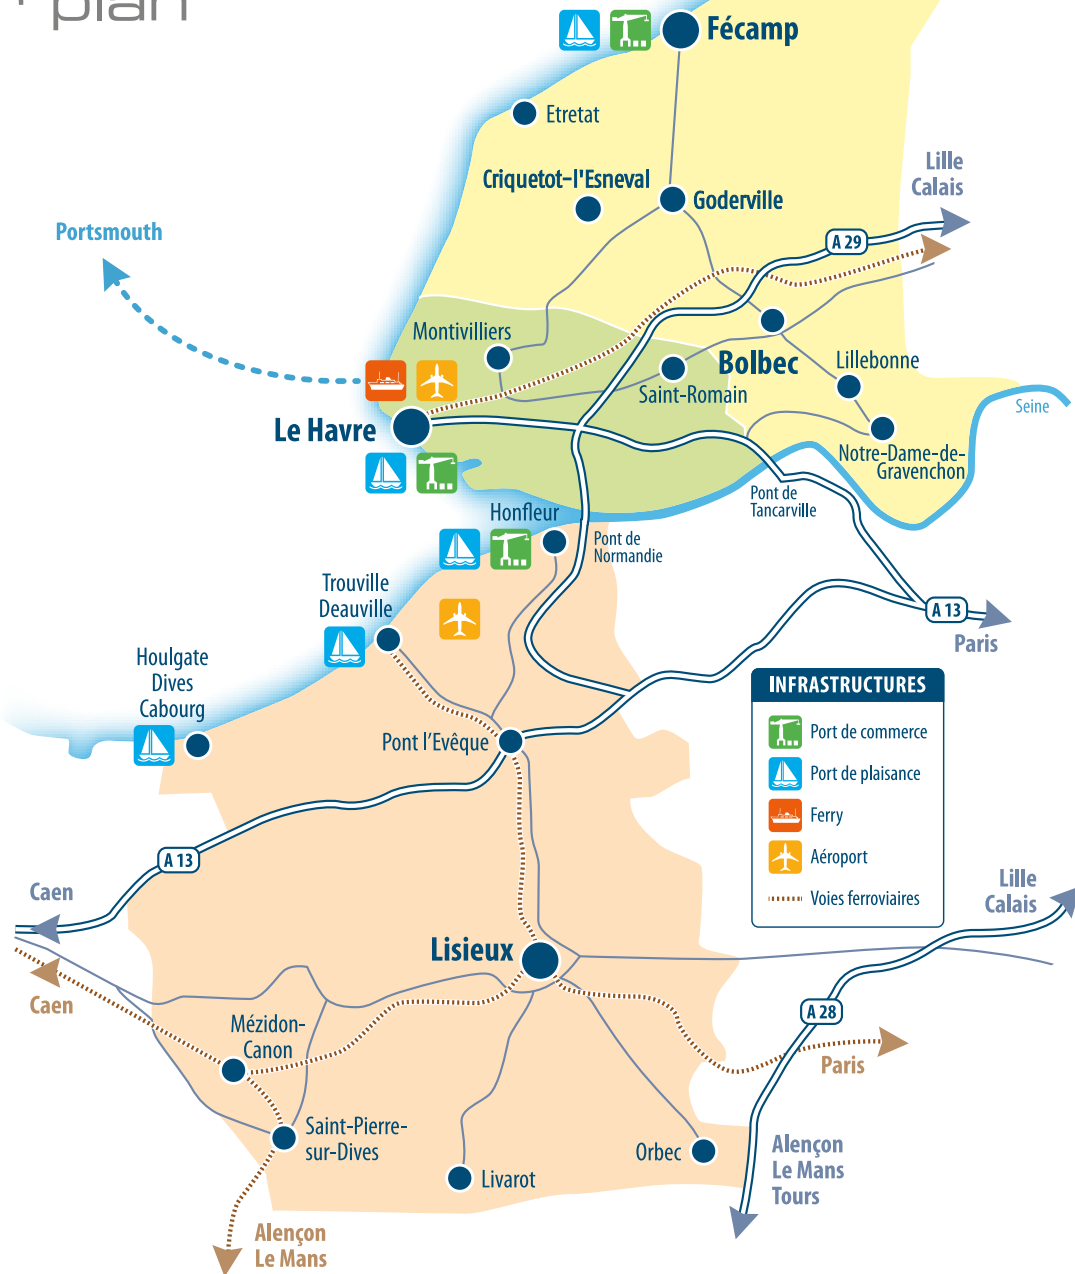 plan
Fécamp
Etretat
Criquetot-l'Esneval
Goderville
Lille
Calais
Portsmouth
A 29
Montivilliers
Bolbec
Lillebonne
Saint-Romain
Seine
Le Havre
Notre-Dame-de-
Gravenchon
Pont de
Tancarville
Honfleur
Pont de
Normandie
Trouville
Deauville
A 13
Paris
Houlgate
Dives
Cabourg
Pont l'Evêque
INFRASTRUCTURES
Port de commerce
Port de plaisance
Ferry
Aéroport
Voies ferroviaires
A 13
Caen
Lille
Calais
Lisieux
Caen
A 28
Mézidon-
Canon
Paris
Saint-Pierre-
sur-Dives
Orbec
Livarot
Alençon
Le Mans
Tours
Alençon
Le Mans